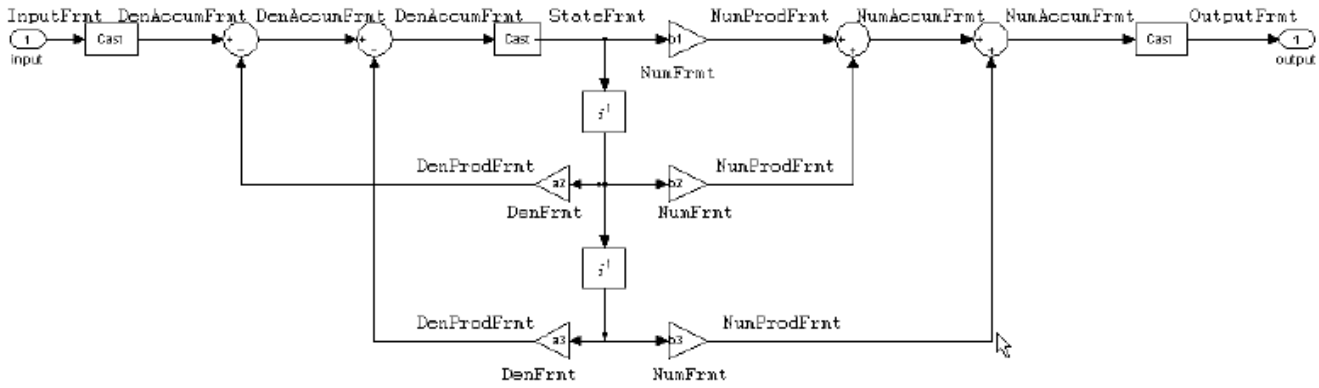 InputFrmt DenAccumFrmt DenAccumFrmt DenAccumFrmt StateFrmt NumProdFrmt NumAccumFrmt NumAccumFrmt OutputFrmt
1 Cast + + Cast b1 + + Cast 1
- - + +
input output
NumFrmt
DenProdFrmt NumProdFrmt
a2 b2
DenFrmt NumFrmt
DenProdFrmt NumProdFrmt
a3 b3
DenFrmt NumFrmt